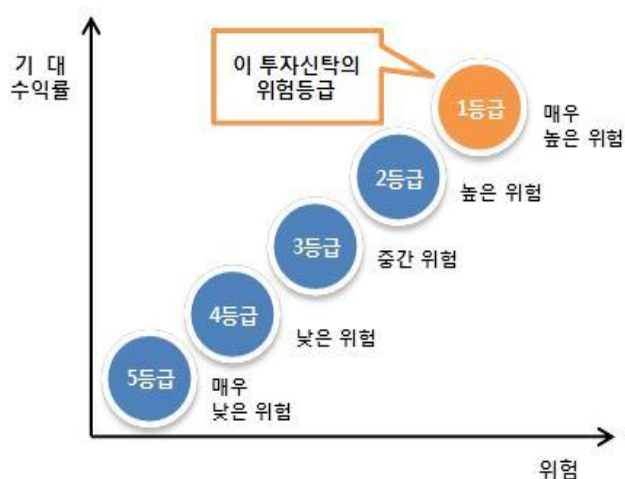 기 대
수익률
이 투자신탁의
위험등급
1등급
매우
높은 위험
2등급
높은 위험
3등급
중간 위험
4등급
낮은 위험
5등급
매우
낮은 위험
위험